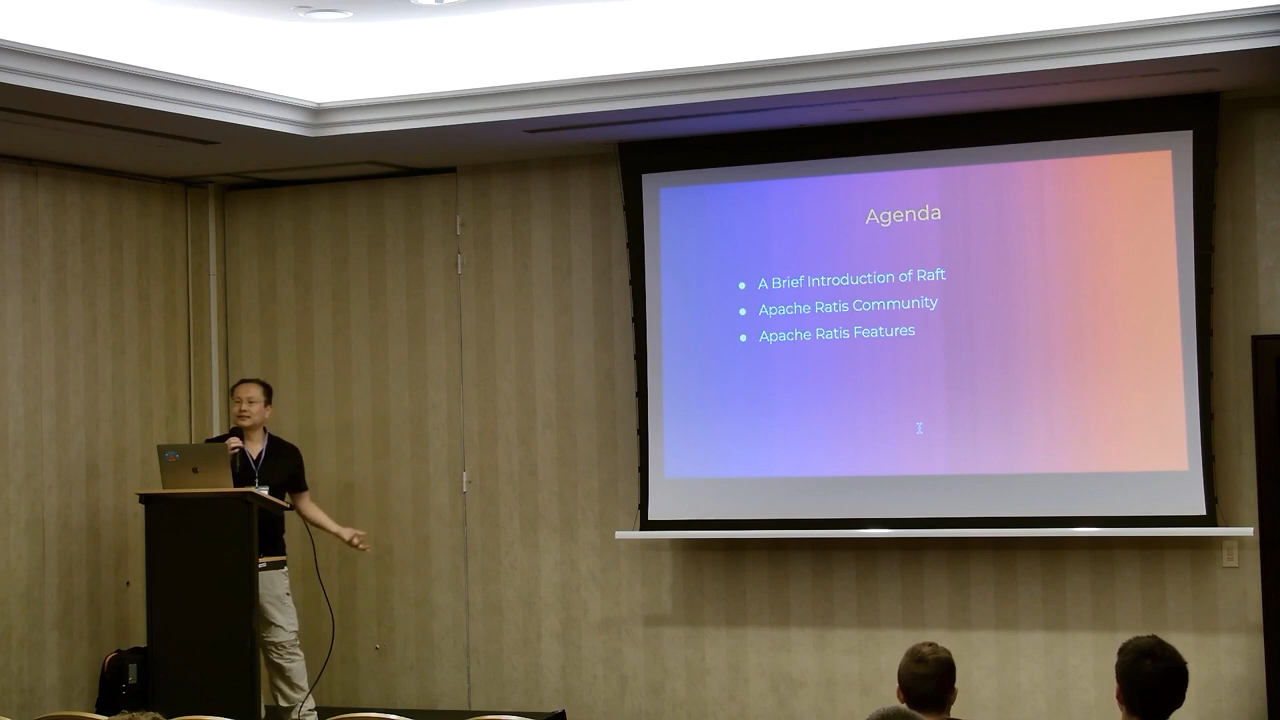 Agenda
● A Brief Introduction of Raft
● Apache Ratis Community
● Apache Ratis Features